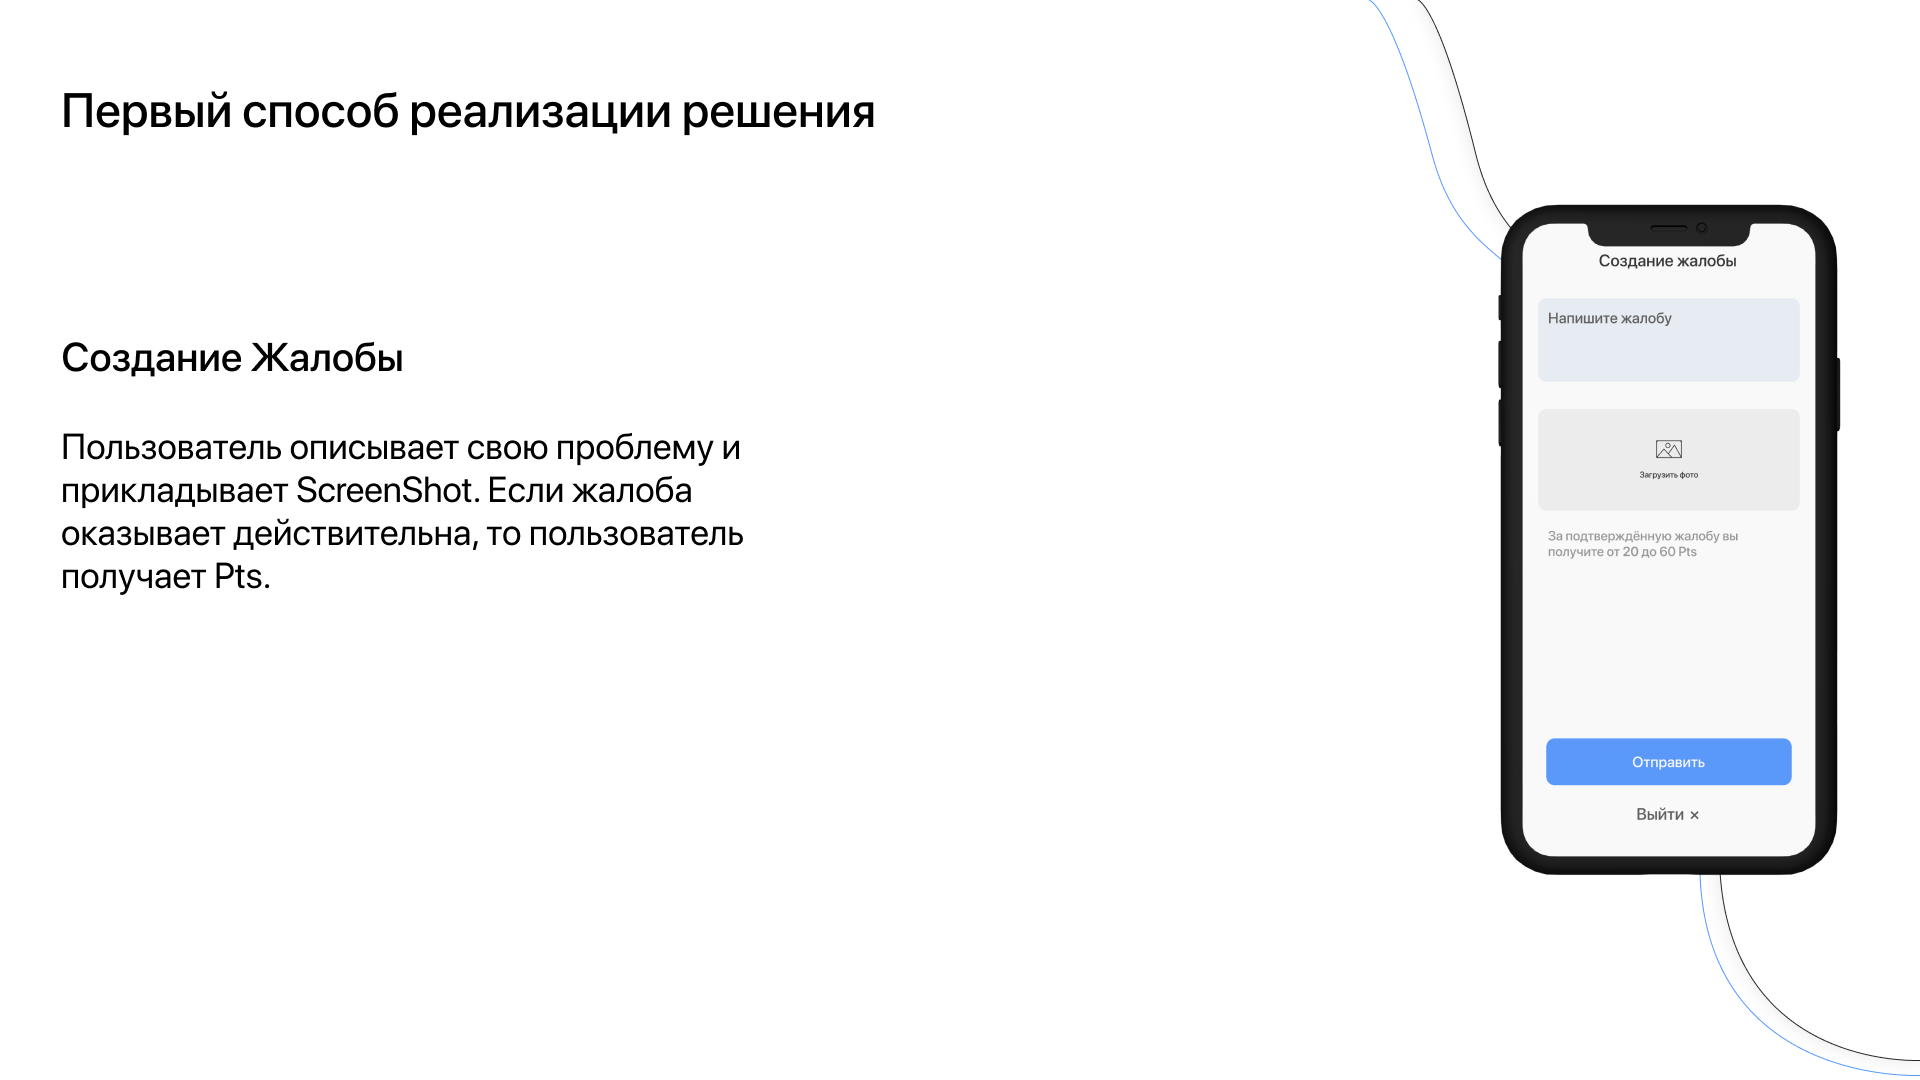 Первый способ реализации решения
Создание Жалобы
Пользователь описывает свою проблему и
прикладывает ScreenShot. Если жалоба
оказывает действительна, то пользователь
получает Pts.
Создание жалобы
Напишите жалобу
Загрузить фото
За подтверждённую жалобу вы
получите от 20 до 60 Pts
Отправить
Выйти ×